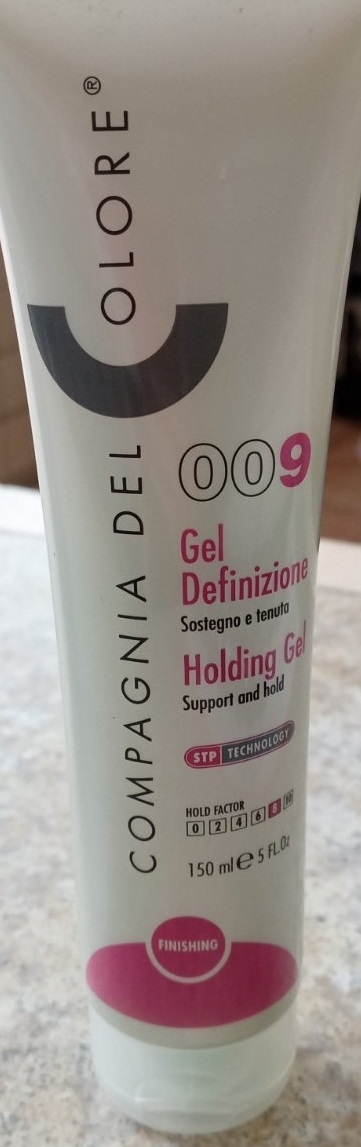 COMPAGNIA DEL COLORE®
009
Gel
Definizione
Sostegno e tenuta
Holding Gel
Support and hold
STP TECHNOLOGY
HOLD FACTOR
0 2 4 6 8 10
150 ml e 5 FL.Oz
FINISHING